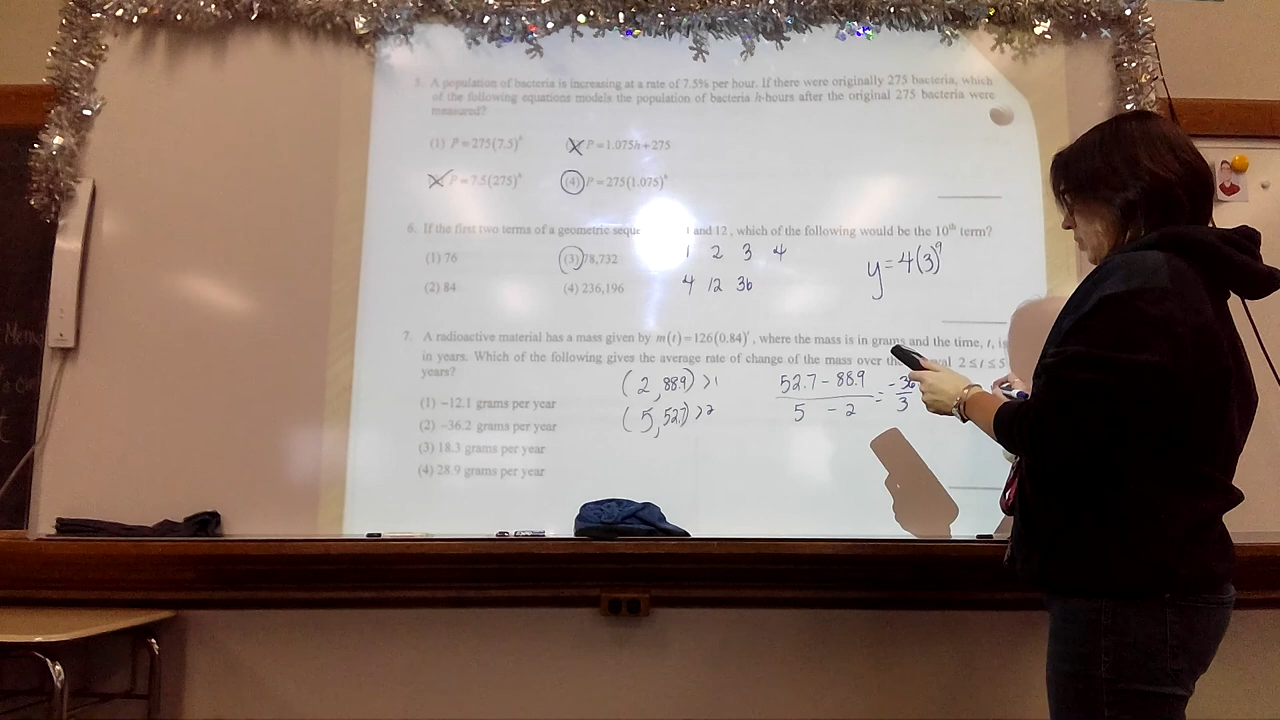 5. A population of bacteria is increasing at a rate of 7.5% per hour. If there were originally 275 bacteria, which
of the following equations models the population of bacteria h-hours after the original 275 bacteria were
measured?
(1) P = 275(7.5)^h P = 1.075h + 275
P = 7.5(275)^h (4) P = 275(1.075)^h
6. If the first two terms of a geometric and 12, which of the following would be the 10th term?
(1) 76 (3) 78,732 1 2 3 4 y = 4(3)^9
(2) 84 (4) 236,196 4 12 36
7. A radioactive material has a mass given by m(t) = 126(0.84)^t, where the mass is in grams and the time, t, is
in years. Which of the following gives the average rate of change of the mass over 2 ≤ t ≤ 5
years?
(2, 88.9) >1 52.7 - 88.9
(1) -12.1 grams per year (5, 52.7) >2 5 - 2 = 3
(2) -36.2 grams per year
(3) 18.3 grams per year
(4) 28.9 grams per year